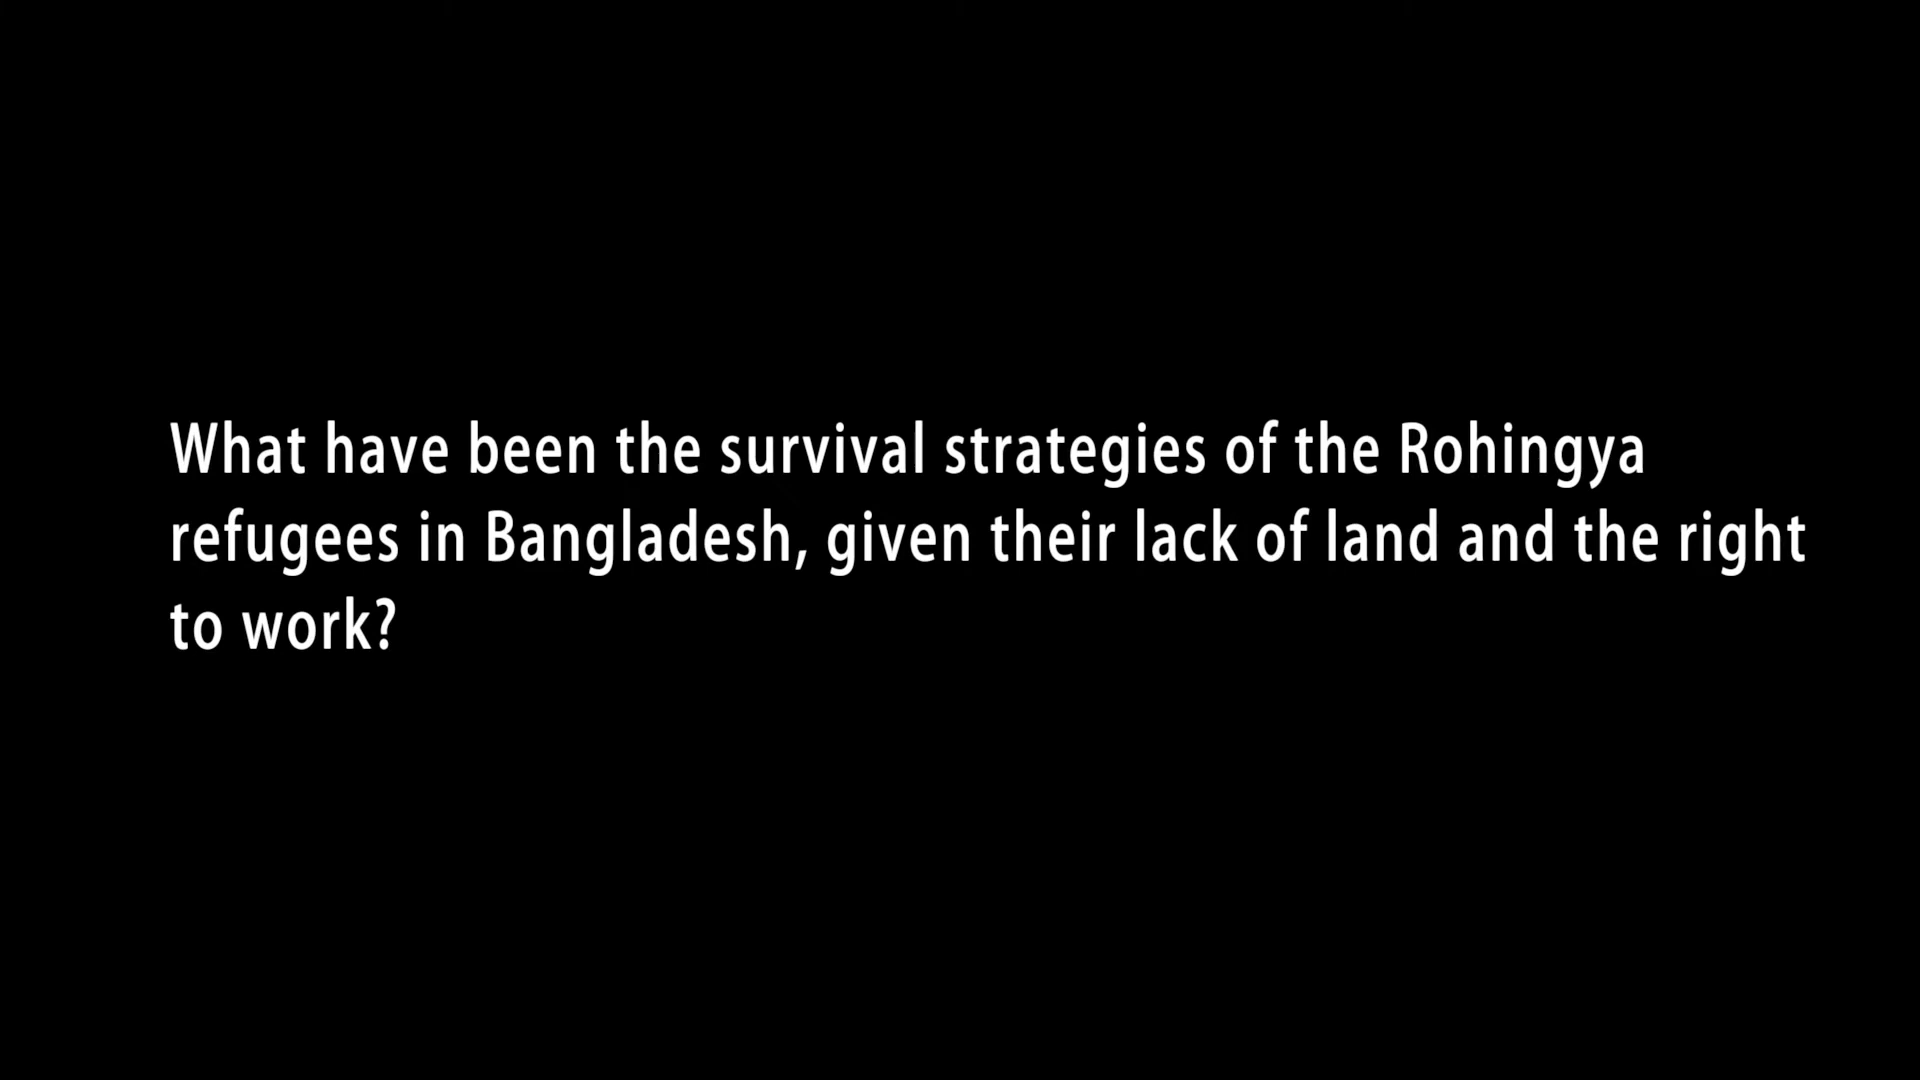 What have been the survival strategies of the Rohingya
refugees in Bangladesh, given their lack of land and the right
to work?